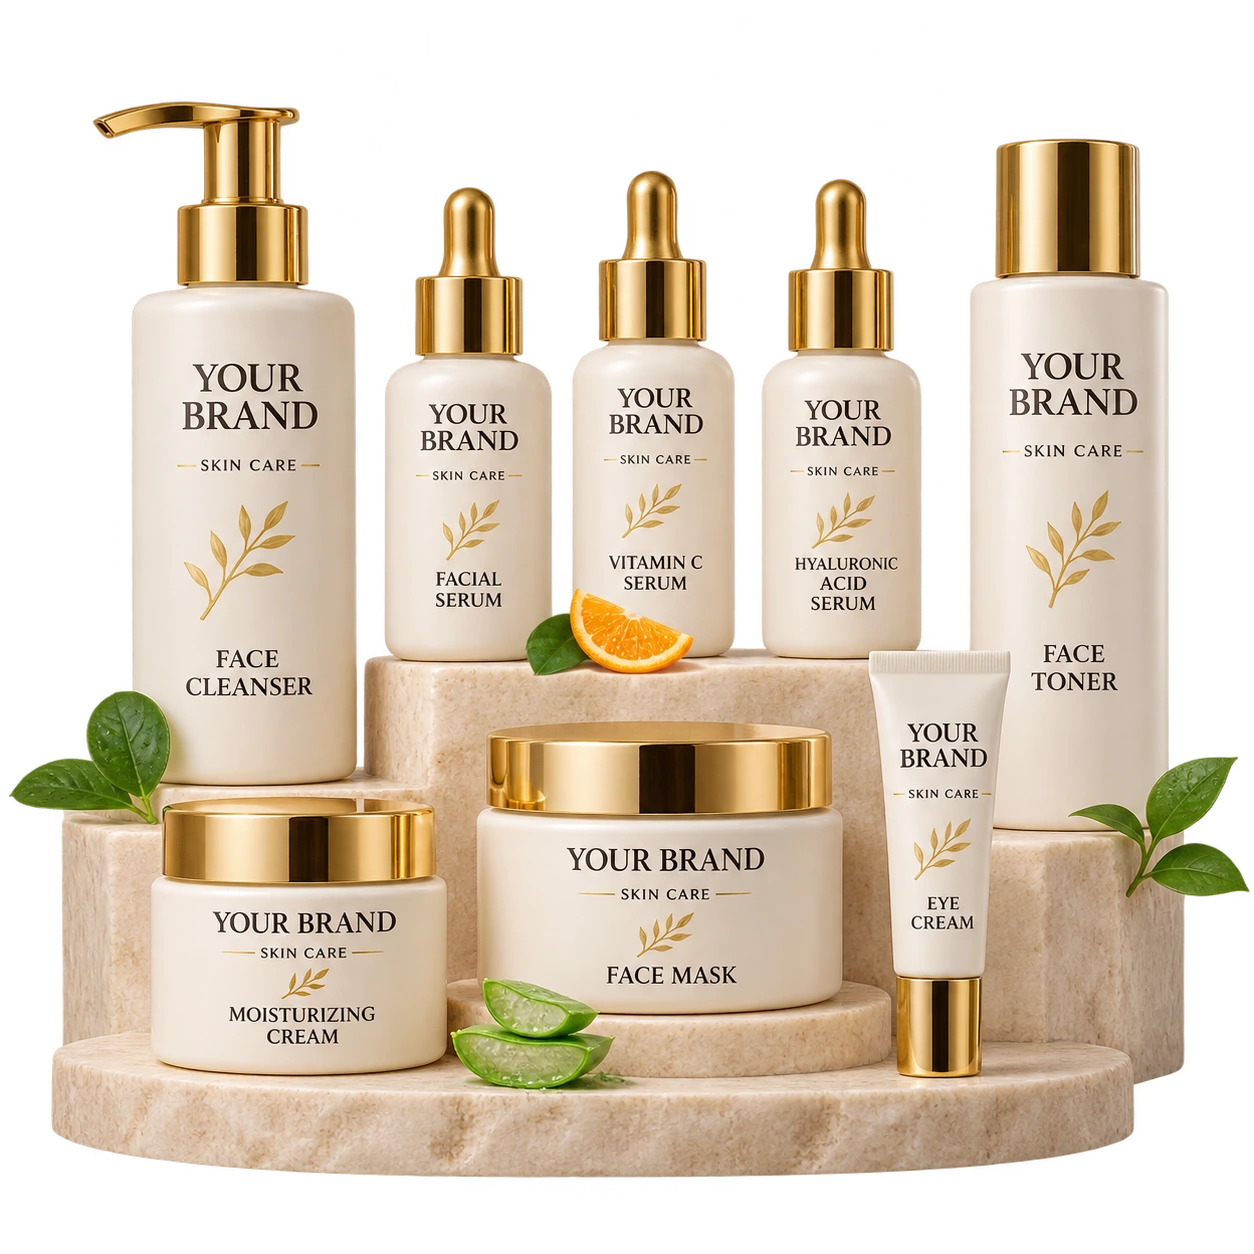 YOUR
BRAND
SKIN CARE
FACE
CLEANSER
YOUR
BRAND
SKIN CARE
FACIAL
SERUM
YOUR
BRAND
SKIN CARE
VITAMIN C
SERUM
YOUR
BRAND
SKIN CARE
HYALURONIC
ACID
SERUM
YOUR
BRAND
SKIN CARE
FACE
TONER
YOUR BRAND
SKIN CARE
MOISTURIZING
CREAM
YOUR BRAND
SKIN CARE
FACE MASK
YOUR
BRAND
SKIN CARE
EYE
CREAM